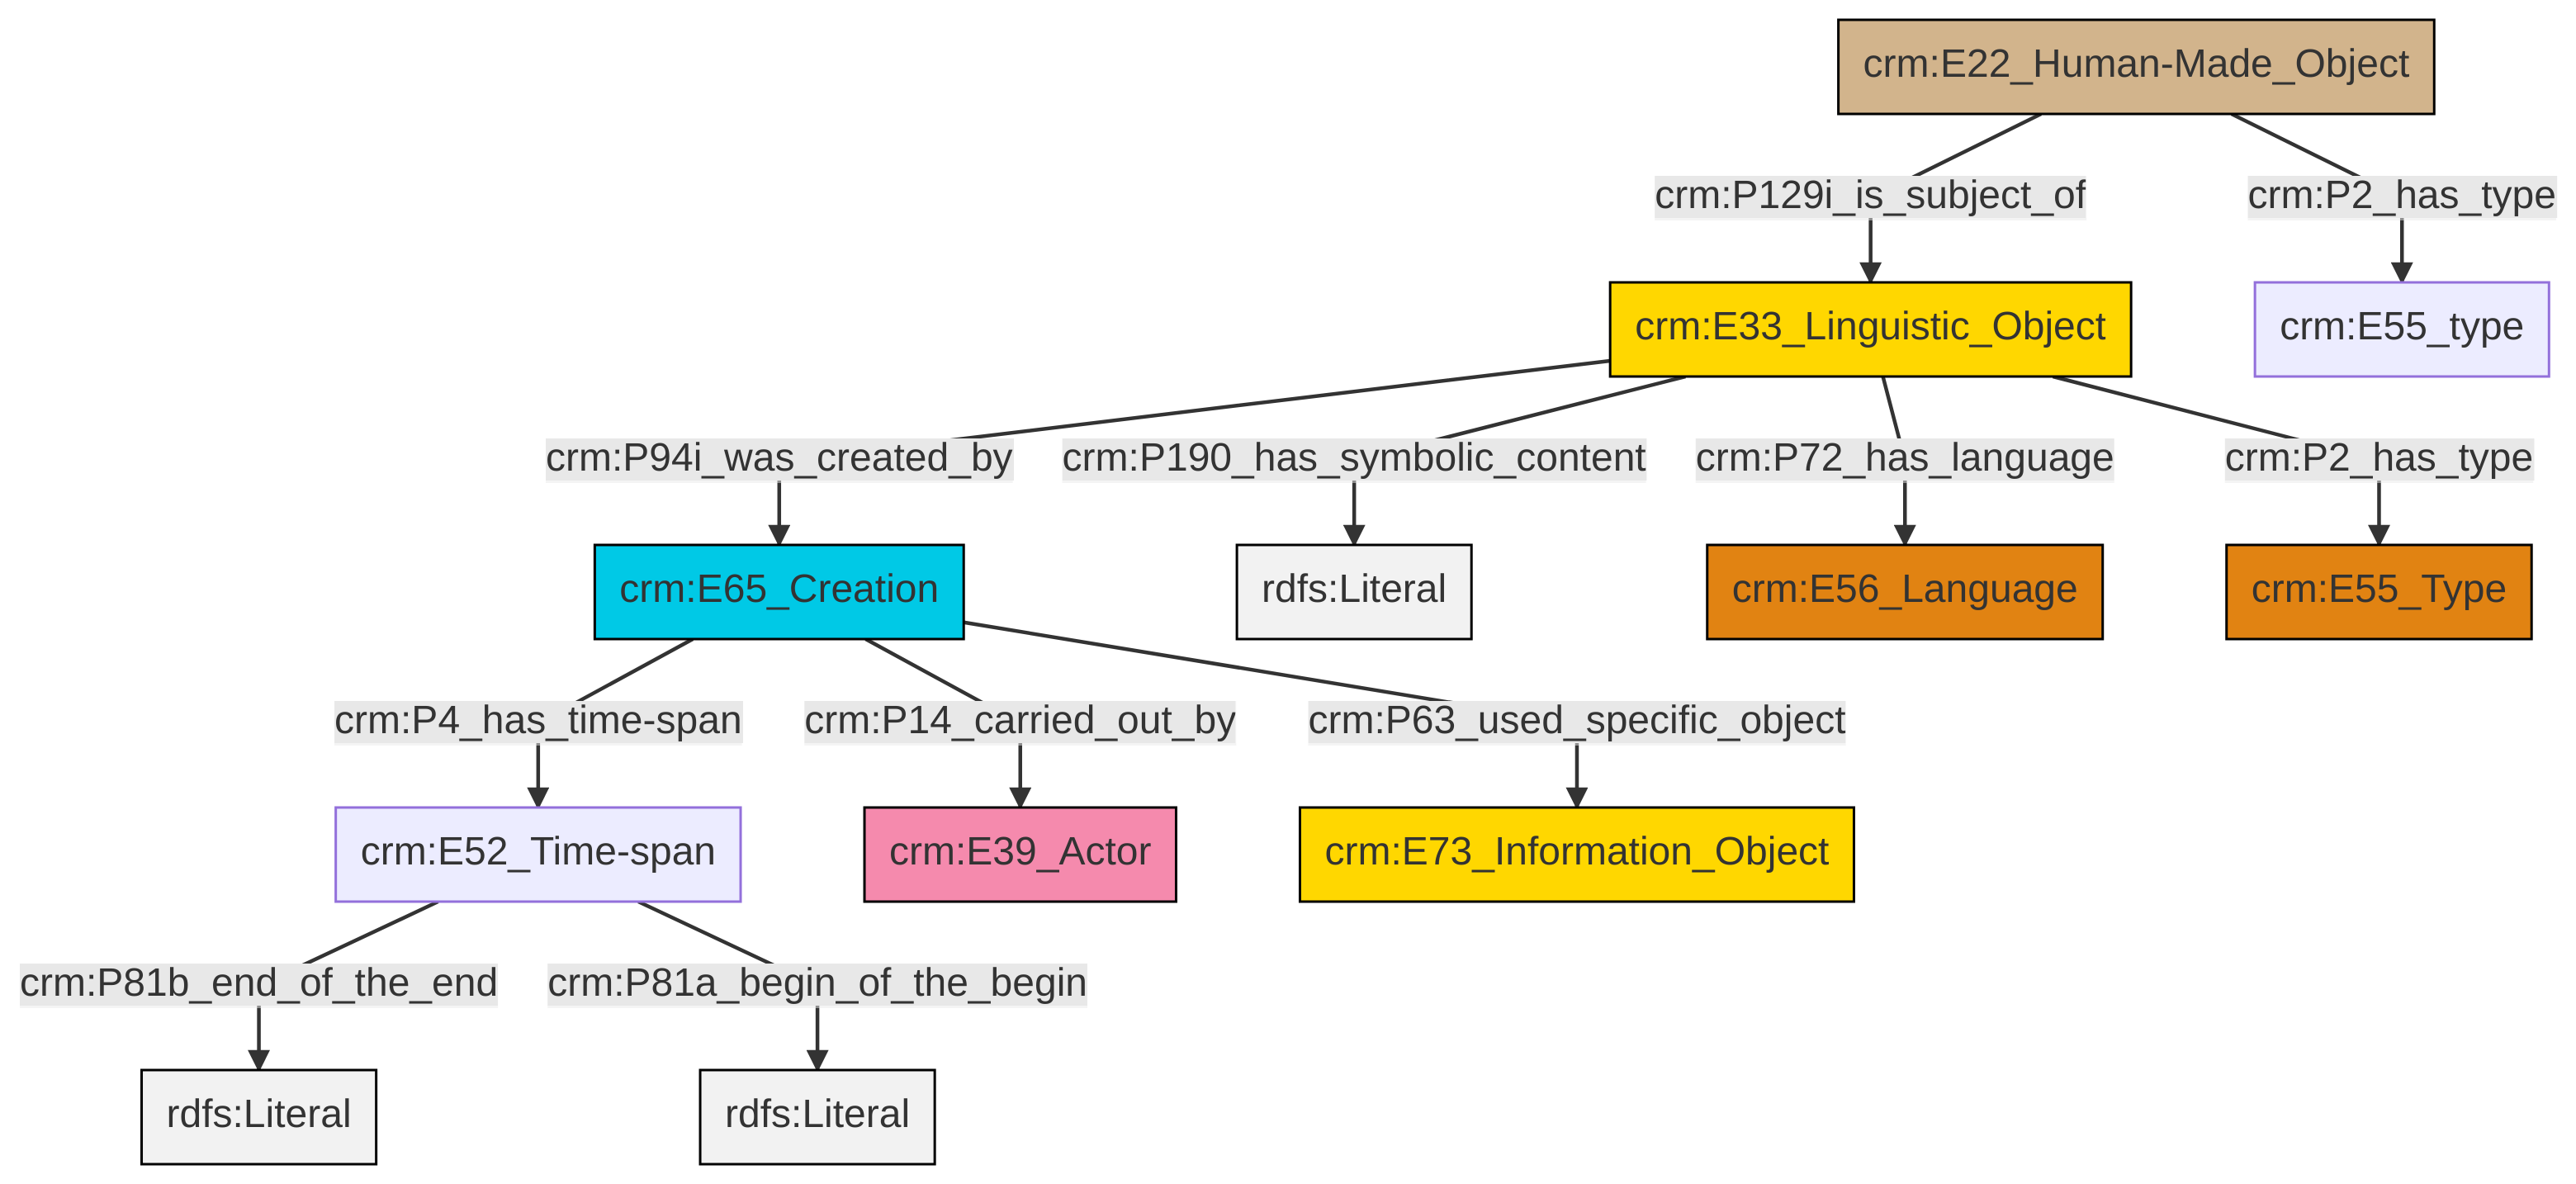 crm:E22_Human-Made_Object
crm:P129i_is_subject_of
crm:P2_has_type
crm:E33_Linguistic_Object
crm:E55_type
crm:P94i_was_created_by
crm:P190_has_symbolic_content
crm:P72_has_language
crm:P2_has_type
crm:E65_Creation
rdfs:Literal
crm:E56_Language
crm:E55_Type
crm:P4_has_time-span
crm:P14_carried_out_by
crm:P63_used_specific_object
crm:E52_Time-span
crm:E39_Actor
crm:E73_Information_Object
crm:P81b_end_of_the_end
crm:P81a_begin_of_the_begin
rdfs:Literal
rdfs:Literal